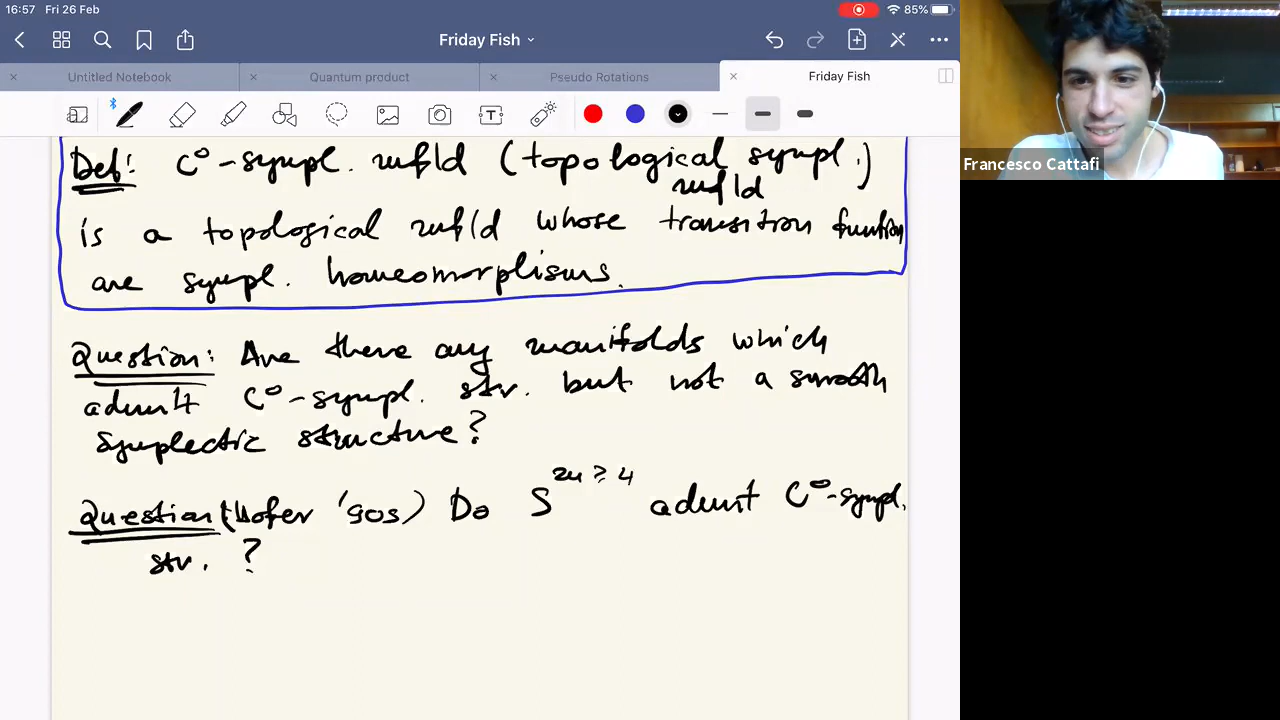 16:57 Fri 26 Feb
85%
Friday Fish
Untitled Notebook
Quantum product
Pseudo Rotations
Friday Fish
Def: C⁰-sympl. mfld (topological sympl.)
mfld
is a topological mfld whose transition function
are sympl. homeomorphisms.
Question: Are there any manifolds which
admit C⁰-sympl. str. but not a smooth
symplectic structure?
Question (Hofer '90s) Do S^{2n ≥ 4} admit C⁰-sympl.
str. ?
Francesco Cattafi